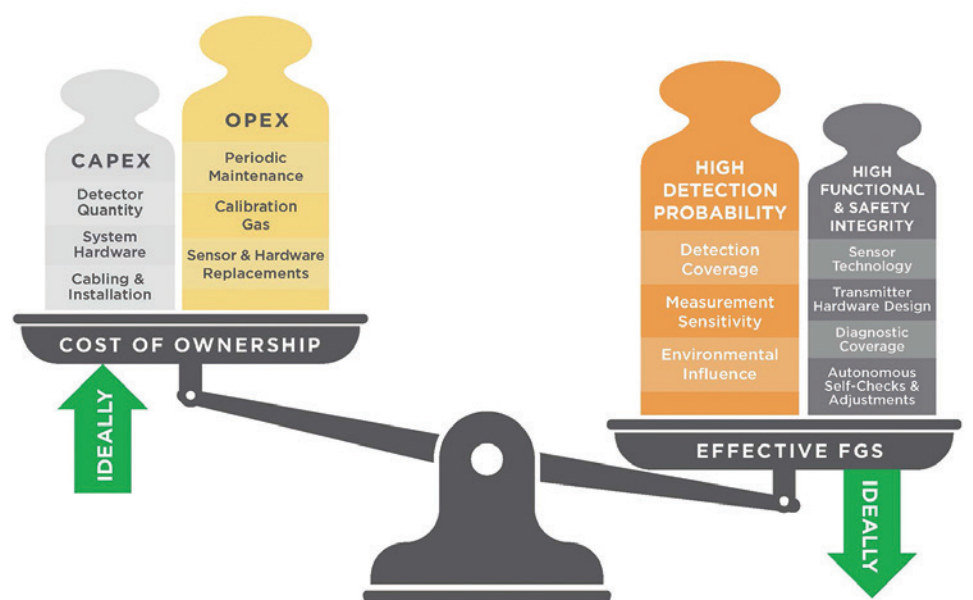 CAPEX
Detector
Quantity
System
Hardware
Cabling &
Installation
OPEX
Periodic
Maintenance
Calibration
Gas
Sensor & Hardware
Replacements
COST OF OWNERSHIP
IDEALLY
HIGH
DETECTION
PROBABILITY
Detection
Coverage
Measurement
Sensitivity
Environmental
Influence
HIGH
FUNCTIONAL
& SAFETY
INTEGRITY
Sensor
Technology
Transmitter
Hardware Design
Diagnostic
Coverage
Autonomous
Self-Checks &
Adjustments
EFFECTIVE FGS
IDEALLY